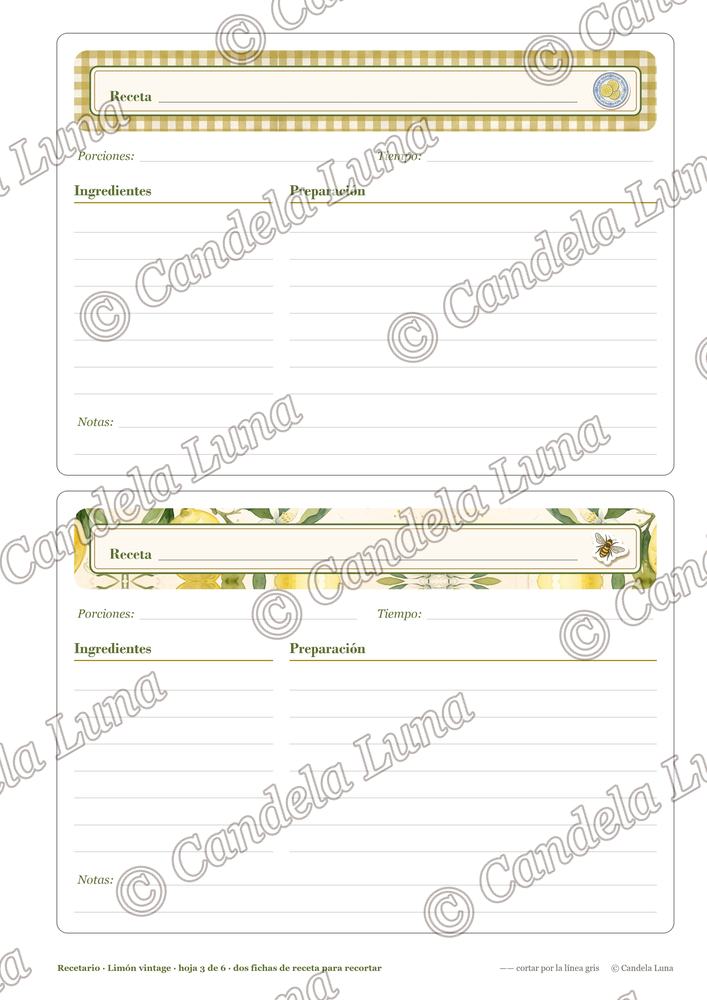 © Candela Luna
Receta
Porciones:
Tiempo:
Ingredientes
Preparación
Notas:
Receta
Porciones:
Tiempo:
Ingredientes
Preparación
Notas:
Recetario · Limón vintage · hoja 3 de 6 · dos fichas de receta para recortar
—— cortar por la línea gris © Candela Luna